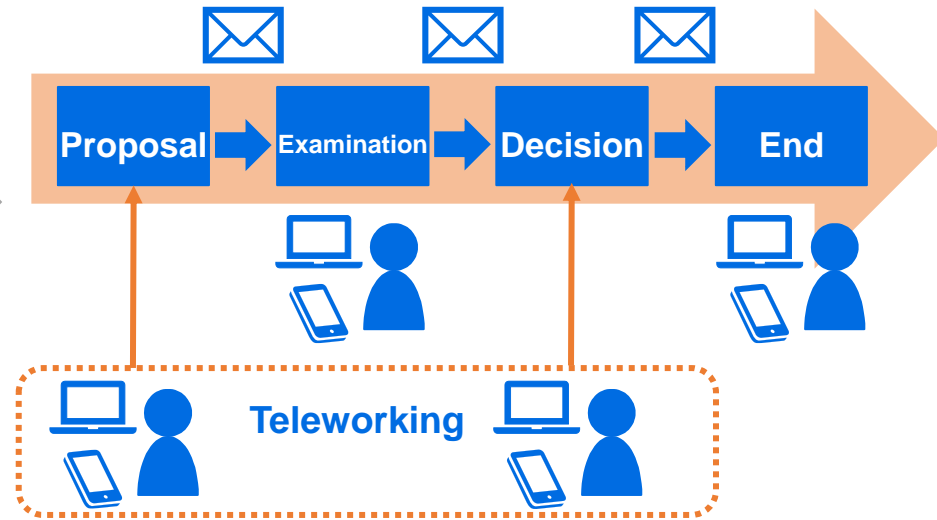 Proposal
Examination
Decision
End
Teleworking